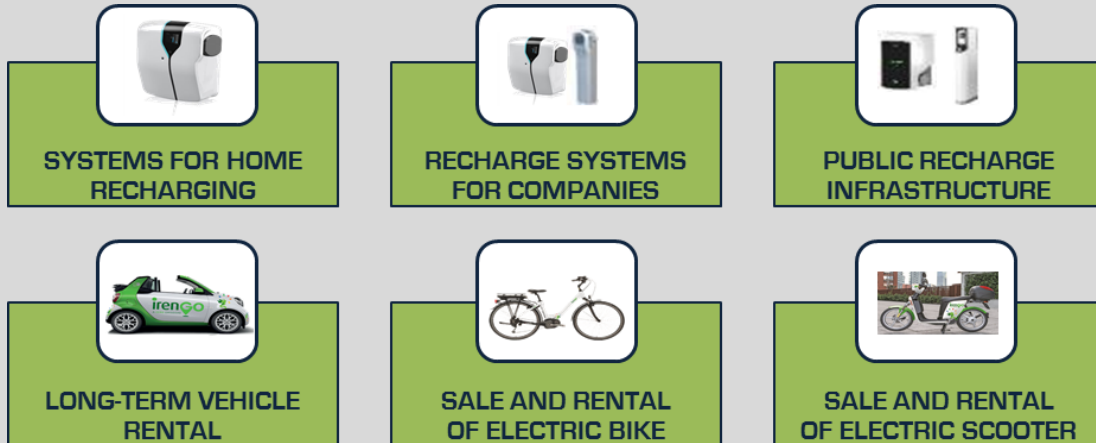 SYSTEMS FOR HOME
RECHARGING
RECHARGE SYSTEMS
FOR COMPANIES
PUBLIC RECHARGE
INFRASTRUCTURE
irengo
LONG-TERM VEHICLE
RENTAL
SALE AND RENTAL
OF ELECTRIC BIKE
SALE AND RENTAL
OF ELECTRIC SCOOTER